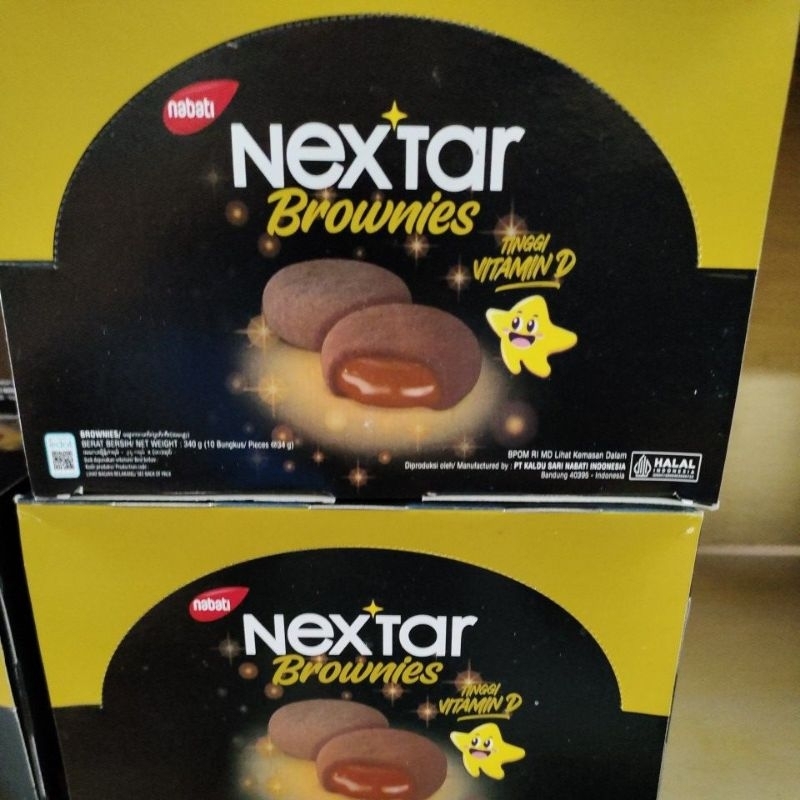 nabati
Nextar
Brownies
TINGGI
VITAMIN D
BROWNIES/
BERAT BERSIH/ NET WEIGHT : 340 g (10 Bungkus/ Pieces @34 g)
BPOM RI MD Lihat Kemasan Dalam
Diproduksi oleh/ Manufactured by : PT KALDU SARI NABATI INDONESIA
Bandung 40395 - Indonesia
HALAL
INDONESIA
nabati
Nextar
Brownies
TINGGI
VITAMIN D